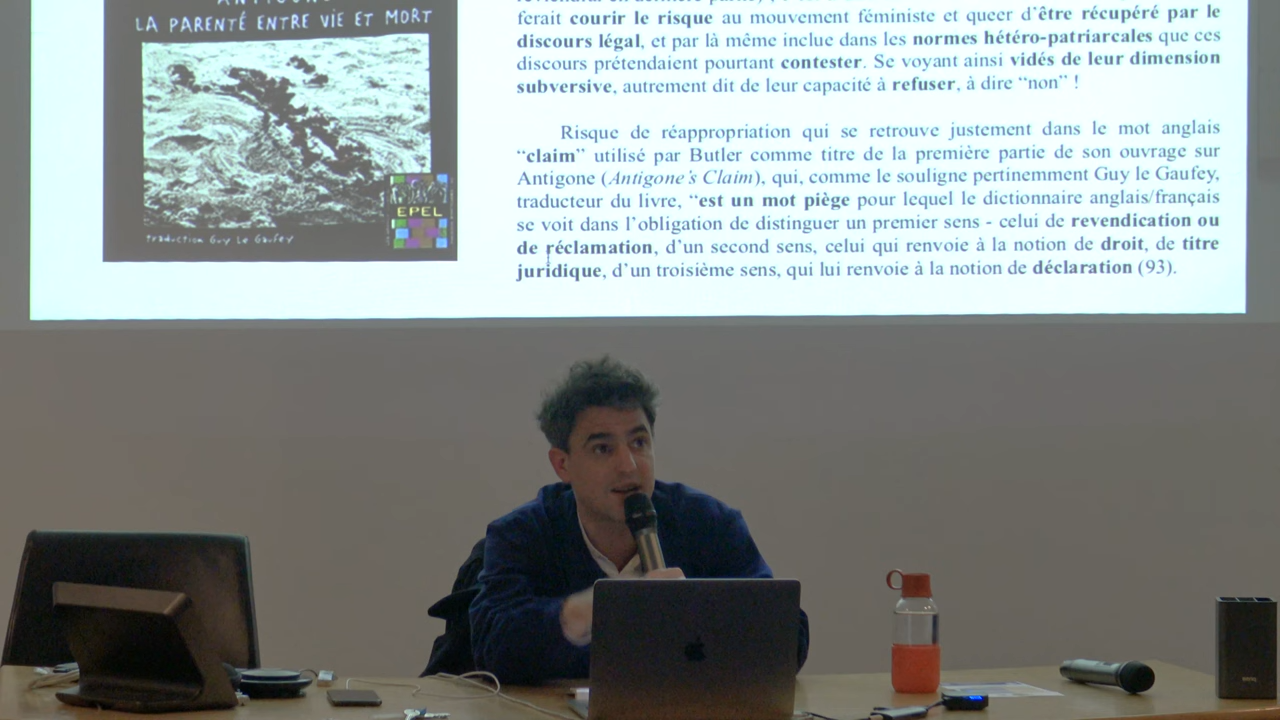 LA PARENTÉ ENTRE VIE ET MORT
EPEL
traduction Guy Le Gaufey
ferait courir le risque au mouvement féministe et queer d'être récupéré par le
discours légal, et par là même inclue dans les normes hétéro-patriarcales que ces
discours prétendaient pourtant contester. Se voyant ainsi vidés de leur dimension
subversive, autrement dit de leur capacité à refuser, à dire “non” !
Risque de réappropriation qui se retrouve justement dans le mot anglais
“claim” utilisé par Butler comme titre de la première partie de son ouvrage sur
Antigone (Antigone's Claim), qui, comme le souligne pertinemment Guy le Gaufey,
traducteur du livre, “est un mot piège pour lequel le dictionnaire anglais/français
se voit dans l'obligation de distinguer un premier sens - celui de revendication ou
de réclamation, d'un second sens, celui qui renvoie à la notion de droit, de titre
juridique, d'un troisième sens, qui lui renvoie à la notion de déclaration (93).